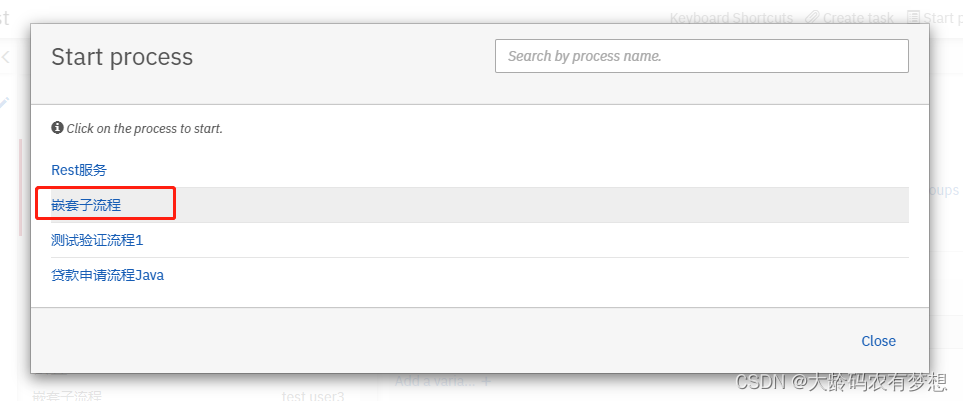 st
Keyboard Shortcuts Create task Start p
Start process
Search by process name.
Click on the process to start.
Rest服务
嵌套子流程
测试验证流程1
贷款申请流程Java
oups
Close
Add a varia... +
嵌套子流程 test user3
CSDN @大龄码农有梦想